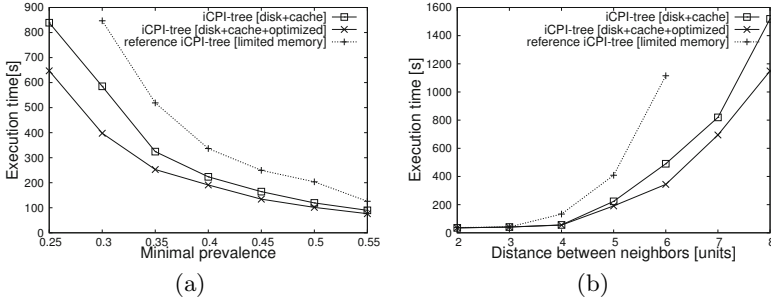 iCPI-tree [disk+cache]
iCPI-tree [disk+cache+optimized]
reference iCPI-tree [limited memory]
900
800
700
600
500
400
300
200
100
0
Execution time[s]
0.25 0.3 0.35 0.4 0.45 0.5 0.55
Minimal prevalence
(a)
iCPI-tree [disk+cache]
iCPI-tree [disk+cache+optimized]
reference iCPI-tree [limited memory]
1600
1400
1200
1000
800
600
400
200
0
Execution time [s]
2 3 4 5 6 7 8
Distance between neighbors [units]
(b)